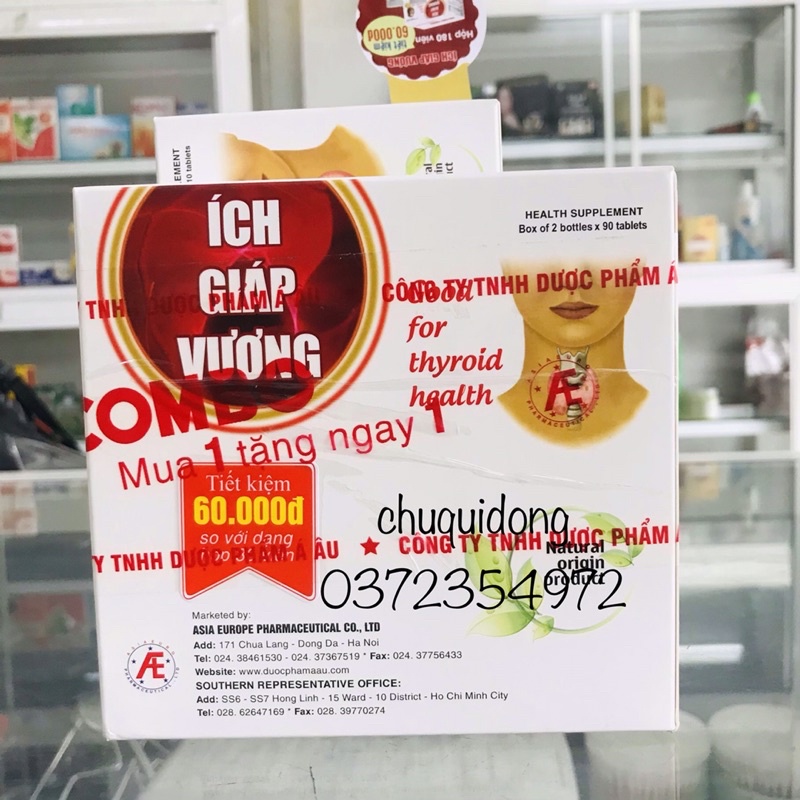 60.000đ
tiết kiệm
Hộp 180 viên
ÍCH GIÁP VƯƠNG
10 tablets
ÍCH
GIÁP
VƯƠNG
HEALTH SUPPLEMENT
Box of 2 bottles x 90 tablets
TNHH DƯỢC PHẨM Á ÂU
CÔNG TY TNHH DƯỢC PHẨM Á
Good
for
thyroid
health
Æ
COMBO
Mua 1 tặng ngay 1
Tiết kiệm
60.000đ
so với dạng
chuquidong
Y TNHH DƯỢC PHẨM Á ÂU ★ CÔNG TY TNHH DƯỢC PHẨM
Natural
origin
product
0372354972
Marketed by:
ASIA EUROPE PHARMACEUTICAL CO., LTD
Add: 171 Chua Lang - Dong Da - Ha Noi
Tel: 024. 38461530 - 024. 37367519 * Fax: 024. 37756433
Website: www.duocphamaau.com
SOUTHERN REPRESENTATIVE OFFICE:
Add: SS6 - SS7 Hong Linh - 15 Ward - 10 District - Ho Chi Minh City
Tel: 028. 62647169 * Fax: 028. 39770274
Æ